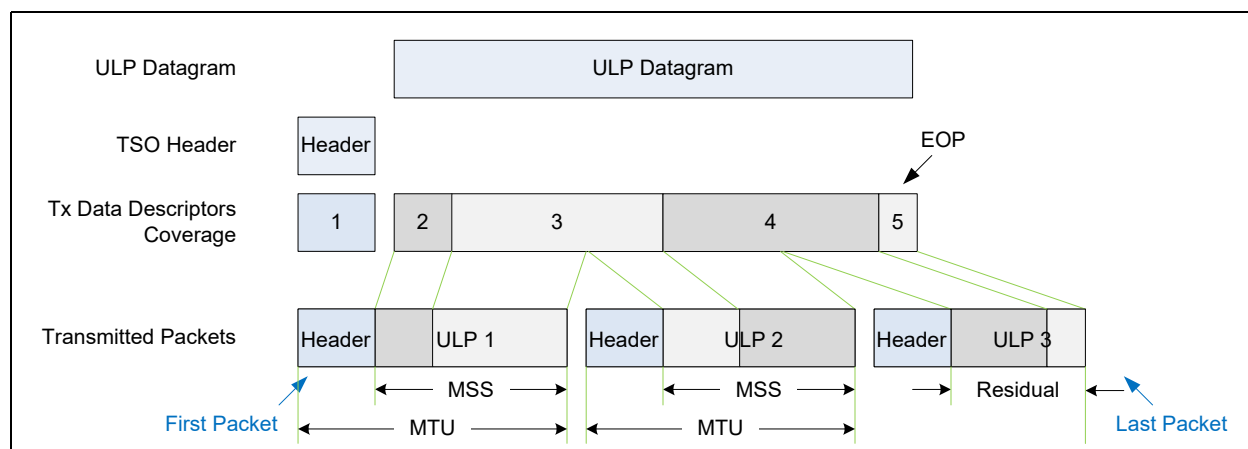 ULP Datagram
ULP Datagram
TSO Header
Header
EOP
Tx Data Descriptors
Coverage
1
2
3
4
5
Transmitted Packets
Header
ULP 1
Header
ULP 2
Header
ULP 3
MSS
MSS
Residual
First Packet
MTU
MTU
Last Packet